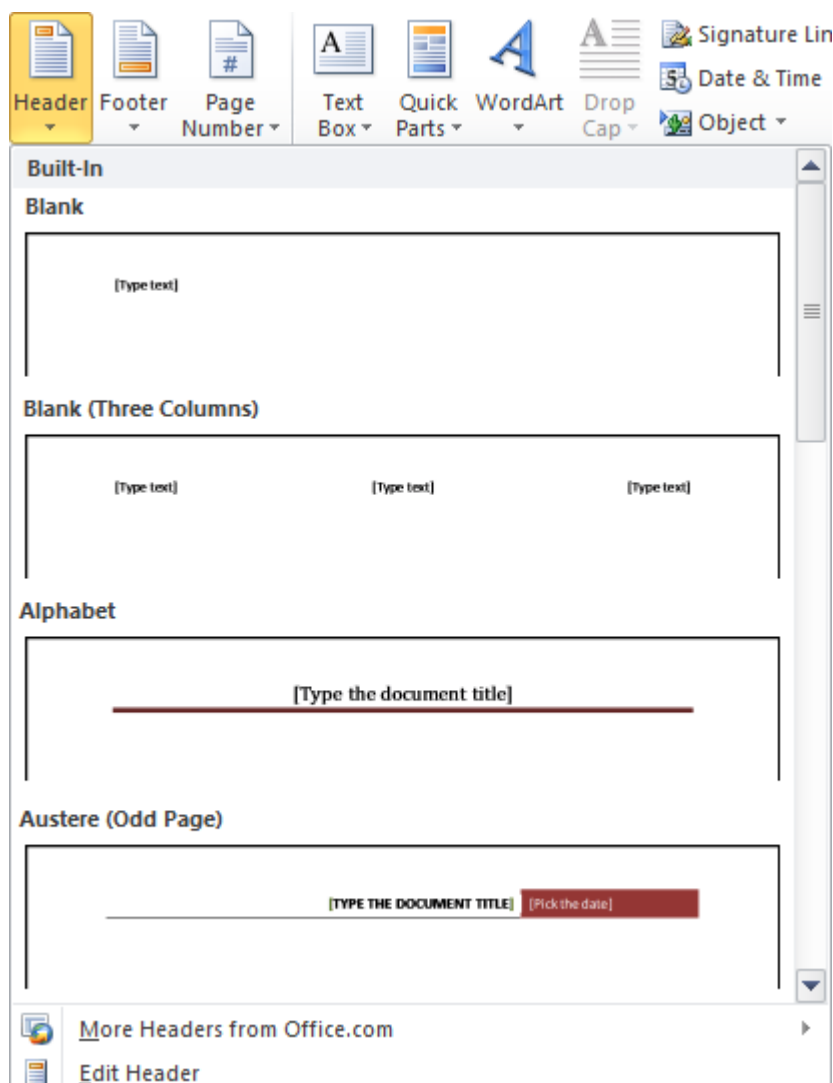 Header Footer Page Number Text Box Quick Parts WordArt Drop Cap
Signature Lin
Date & Time
Object
Built-In
Blank
[Type text]
Blank (Three Columns)
[Type text] [Type text] [Type text]
Alphabet
[Type the document title]
Austere (Odd Page)
[TYPE THE DOCUMENT TITLE] [Pick the date]
More Headers from Office.com
Edit Header